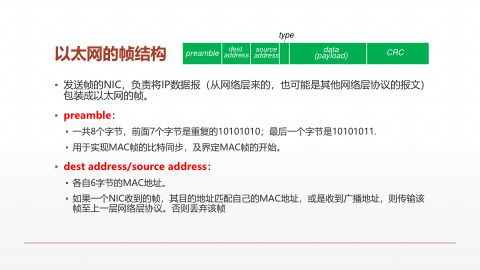 type
以太网的帧结构
preamble
dest. address
source address
data (payload)
CRC
▪ 发送帧的NIC，负责将IP数据报（从网络层来的，也可能是其他网络层协议的报文）
包装成以太网的帧。
▪ preamble：
▪ 一共8个字节，前面7个字节是重复的10101010；最后一个字节是10101011.
▪ 用于实现MAC帧的比特同步，及界定MAC帧的开始。
▪ dest address/source address：
▪ 各自6字节的MAC地址。
▪ 如果一个NIC收到的帧，其目的地址匹配自己的MAC地址，或是收到广播地址，则传输该
帧至上一层网络层协议。否则丢弃该帧